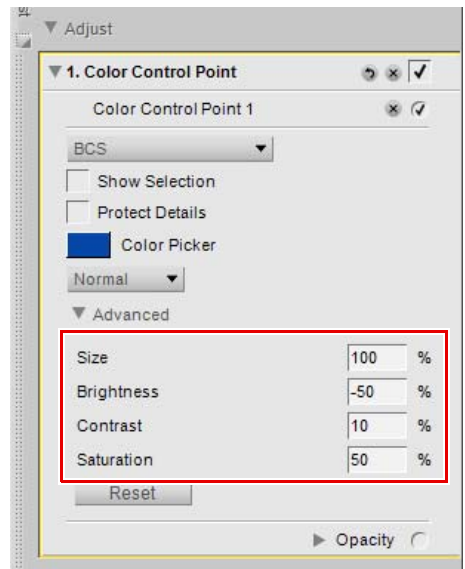 Adjust
1. Color Control Point
Color Control Point 1
BCS
Show Selection
Protect Details
Color Picker
Normal
Advanced
Size 100 %
Brightness -50 %
Contrast 10 %
Saturation 50 %
Reset
Opacity